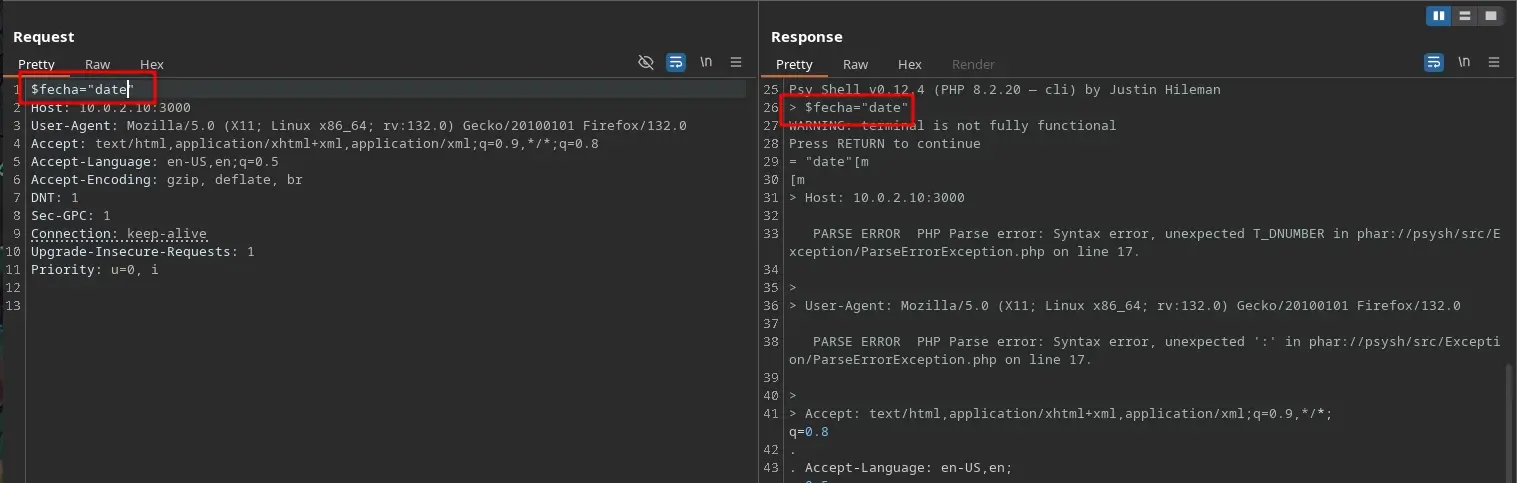 Request
Pretty Raw Hex
\n
1 $fecha="date"
2 Host: 10.0.2.10:3000
3 User-Agent: Mozilla/5.0 (X11; Linux x86_64; rv:132.0) Gecko/20100101 Firefox/132.0
4 Accept: text/html,application/xhtml+xml,application/xml;q=0.9,*/*;q=0.8
5 Accept-Language: en-US,en;q=0.5
6 Accept-Encoding: gzip, deflate, br
7 DNT: 1
8 Sec-GPC: 1
9 Connection: keep-alive
10 Upgrade-Insecure-Requests: 1
11 Priority: u=0, i
12
13
Response
Pretty Raw Hex Render
\n
25 Psy Shell v0.12.4 (PHP 8.2.20 — cli) by Justin Hileman
26 > $fecha="date"
27 WARNING: terminal is not fully functional
28 Press RETURN to continue
29 = "date"[m
30 [m
31 > Host: 10.0.2.10:3000
32
33 PARSE ERROR PHP Parse error: Syntax error, unexpected T_DNUMBER in phar://psysh/src/E
xception/ParseErrorException.php on line 17.
34
35 >
36 > User-Agent: Mozilla/5.0 (X11; Linux x86_64; rv:132.0) Gecko/20100101 Firefox/132.0
37
38 PARSE ERROR PHP Parse error: Syntax error, unexpected ':' in phar://psysh/src/Excepti
on/ParseErrorException.php on line 17.
39
40 >
41 > Accept: text/html,application/xhtml+xml,application/xml;q=0.9,*/*;
q=0.8
42 .
43 . Accept-Language: en-US,en;